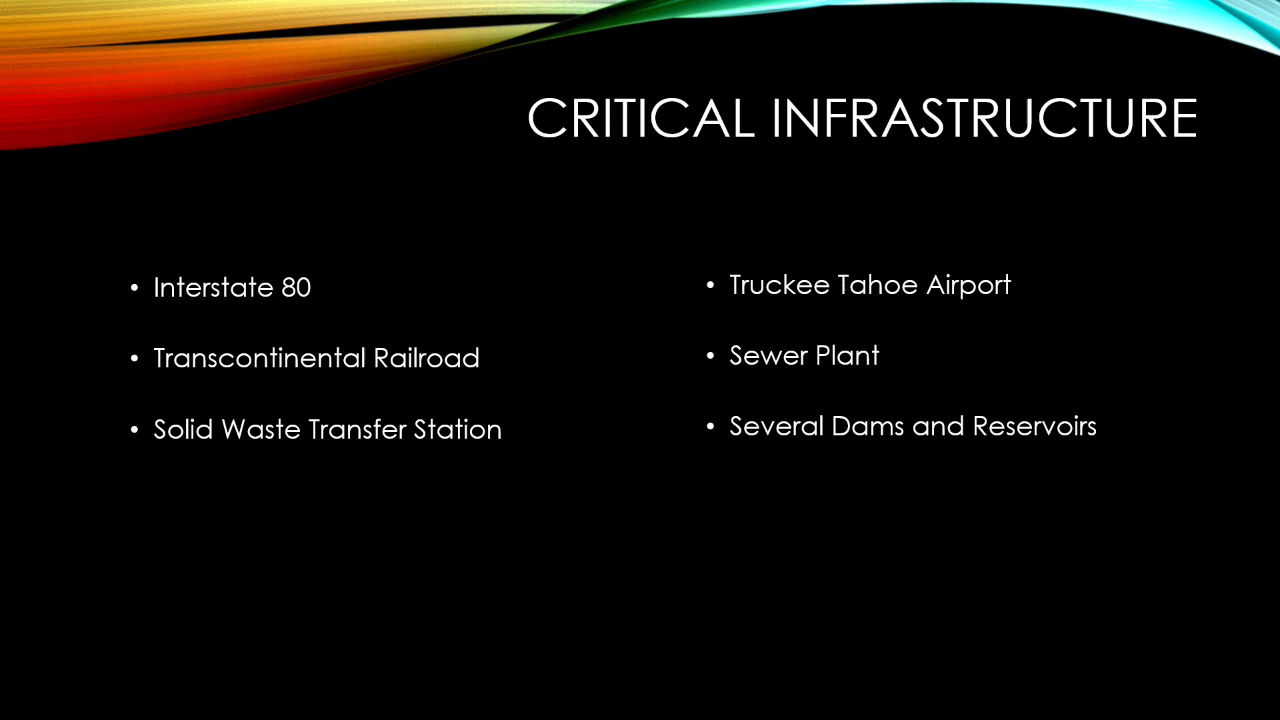 CRITICAL INFRASTRUCTURE
• Interstate 80
• Transcontinental Railroad
• Solid Waste Transfer Station
• Truckee Tahoe Airport
• Sewer Plant
• Several Dams and Reservoirs